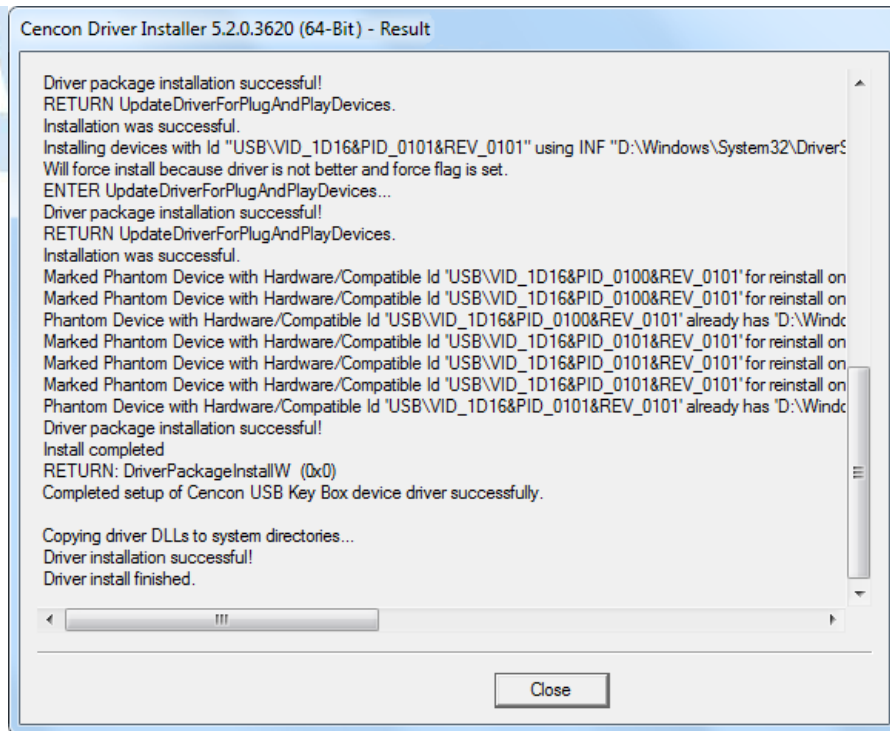 Cencon Driver Installer 5.2.0.3620 (64-Bit) - Result
Driver package installation successful!
RETURN UpdateDriverForPlugAndPlayDevices.
Installation was successful.
Installing devices with Id "USB\VID_1D16&PID_0101&REV_0101" using INF "D:\Windows\System32\DriverS
Will force install because driver is not better and force flag is set.
ENTER UpdateDriverForPlugAndPlayDevices...
Driver package installation successful!
RETURN UpdateDriverForPlugAndPlayDevices.
Installation was successful.
Marked Phantom Device with Hardware/Compatible Id 'USB\VID_1D16&PID_0100&REV_0101' for reinstall on
Marked Phantom Device with Hardware/Compatible Id 'USB\VID_1D16&PID_0100&REV_0101' for reinstall on
Phantom Device with Hardware/Compatible Id 'USB\VID_1D16&PID_0100&REV_0101' already has 'D:\Windo
Marked Phantom Device with Hardware/Compatible Id 'USB\VID_1D16&PID_0101&REV_0101' for reinstall on
Marked Phantom Device with Hardware/Compatible Id 'USB\VID_1D16&PID_0101&REV_0101' for reinstall on
Marked Phantom Device with Hardware/Compatible Id 'USB\VID_1D16&PID_0101&REV_0101' for reinstall on
Phantom Device with Hardware/Compatible Id 'USB\VID_1D16&PID_0101&REV_0101' already has 'D:\Windo
Driver package installation successful!
Install completed
RETURN: DriverPackageInstallW (0x0)
Completed setup of Cencon USB Key Box device driver successfully.
Copying driver DLLs to system directories...
Driver installation successful!
Driver install finished.
Close